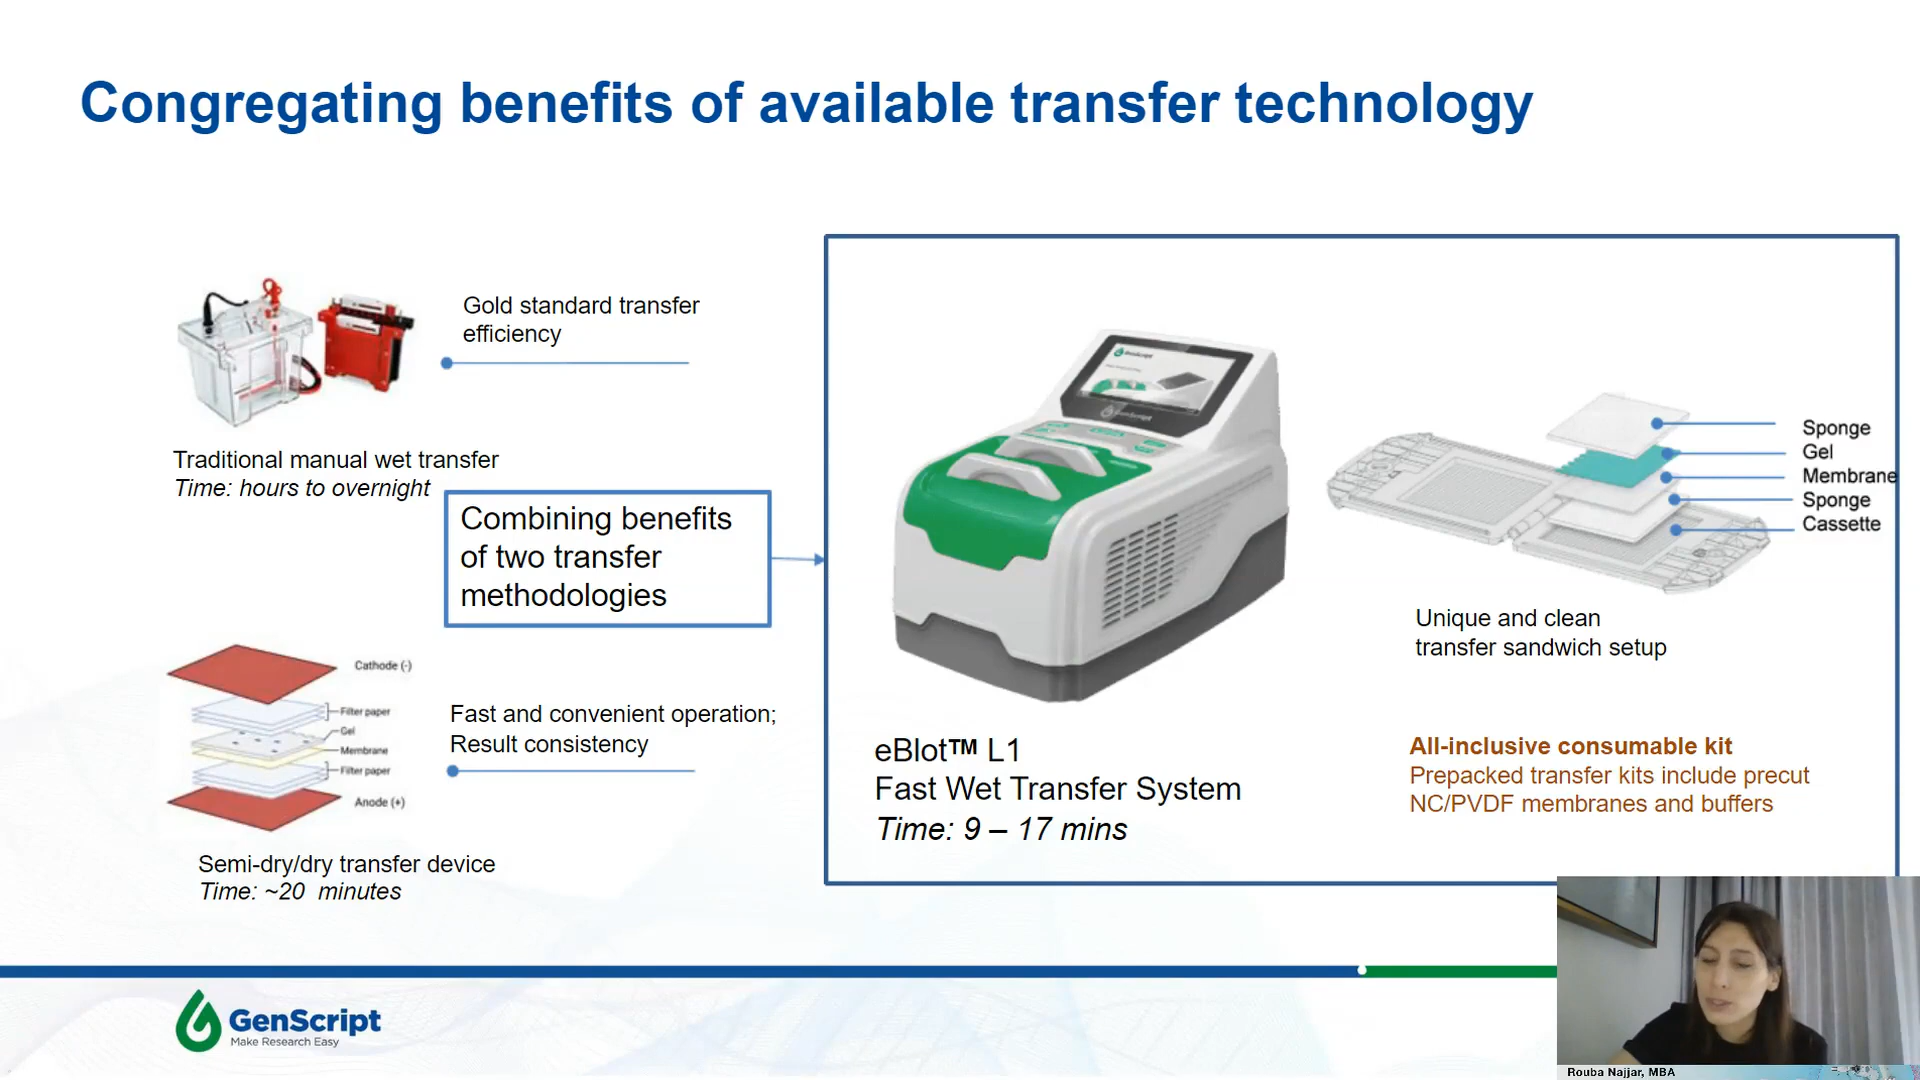 Congregating benefits of available transfer technology
Gold standard transfer
efficiency
Traditional manual wet transfer
Time: hours to overnight
Combining benefits
of two transfer
methodologies
Cathode (-)
Filter paper
Gel
Membrane
Filter paper
Anode (+)
Fast and convenient operation;
Result consistency
Semi-dry/dry transfer device
Time: ~20 minutes
GenScript
GenScript
eBlot™ L1
Fast Wet Transfer System
Time: 9 – 17 mins
Sponge
Gel
Membrane
Sponge
Cassette
Unique and clean
transfer sandwich setup
All-inclusive consumable kit
Prepacked transfer kits include precut
NC/PVDF membranes and buffers
GenScript
Make Research Easy
Rouba Najjar, MBA